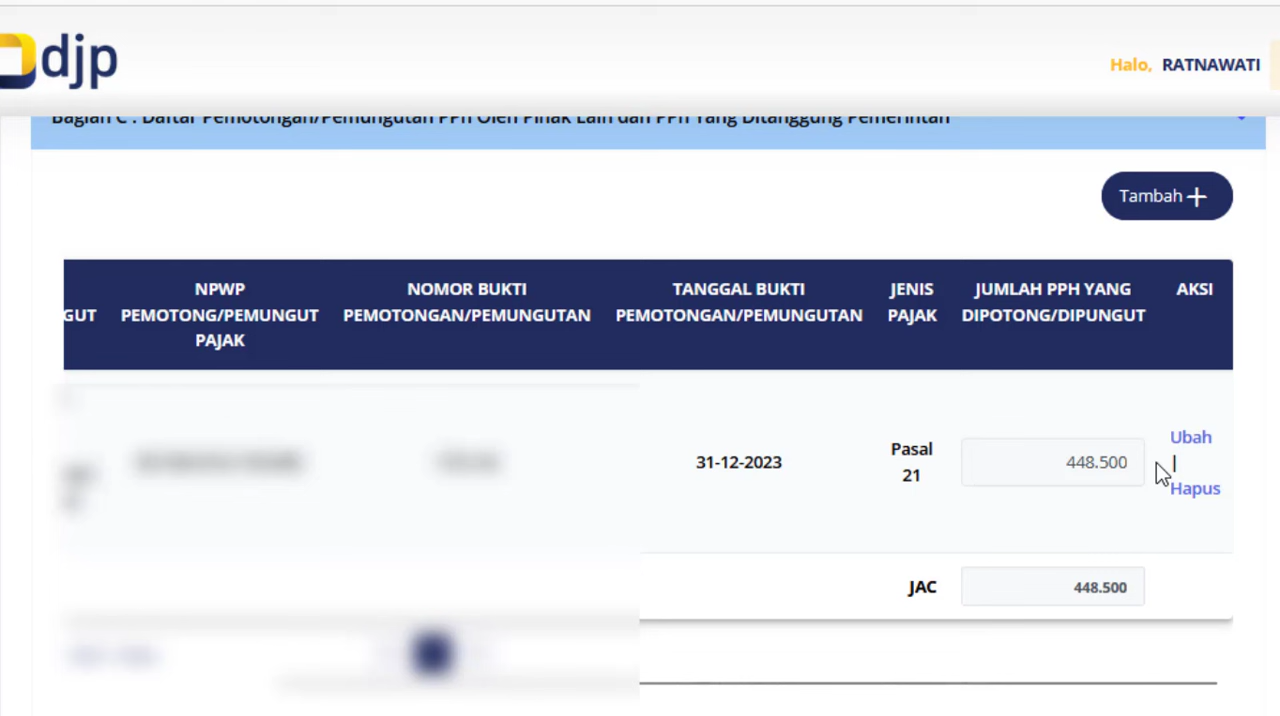 djp
Halo, RATNAWATI
Bagian C : Daftar Pemotongan/Pemungutan PPh Oleh Pihak Lain dan PPh Yang Ditanggung Pemerintah
Tambah +
GUT
NPWP
PEMOTONG/PEMUNGUT
PAJAK
NOMOR BUKTI
PEMOTONGAN/PEMUNGUTAN
TANGGAL BUKTI
PEMOTONGAN/PEMUNGUTAN
JENIS
PAJAK
JUMLAH PPH YANG
DIPOTONG/DIPUNGUT
AKSI
31-12-2023
Pasal
21
448.500
Ubah
|
Hapus
JAC
448.500